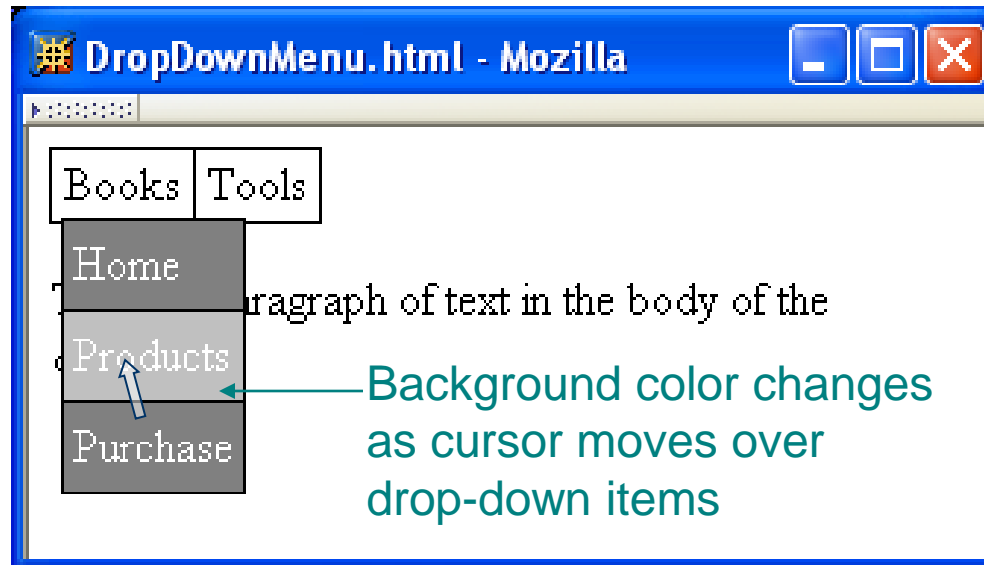 DropDownMenu.html - Mozilla
Books Tools
Home
ragraph of text in the body of the
Products
Background color changes
as cursor moves over
drop-down items
Purchase